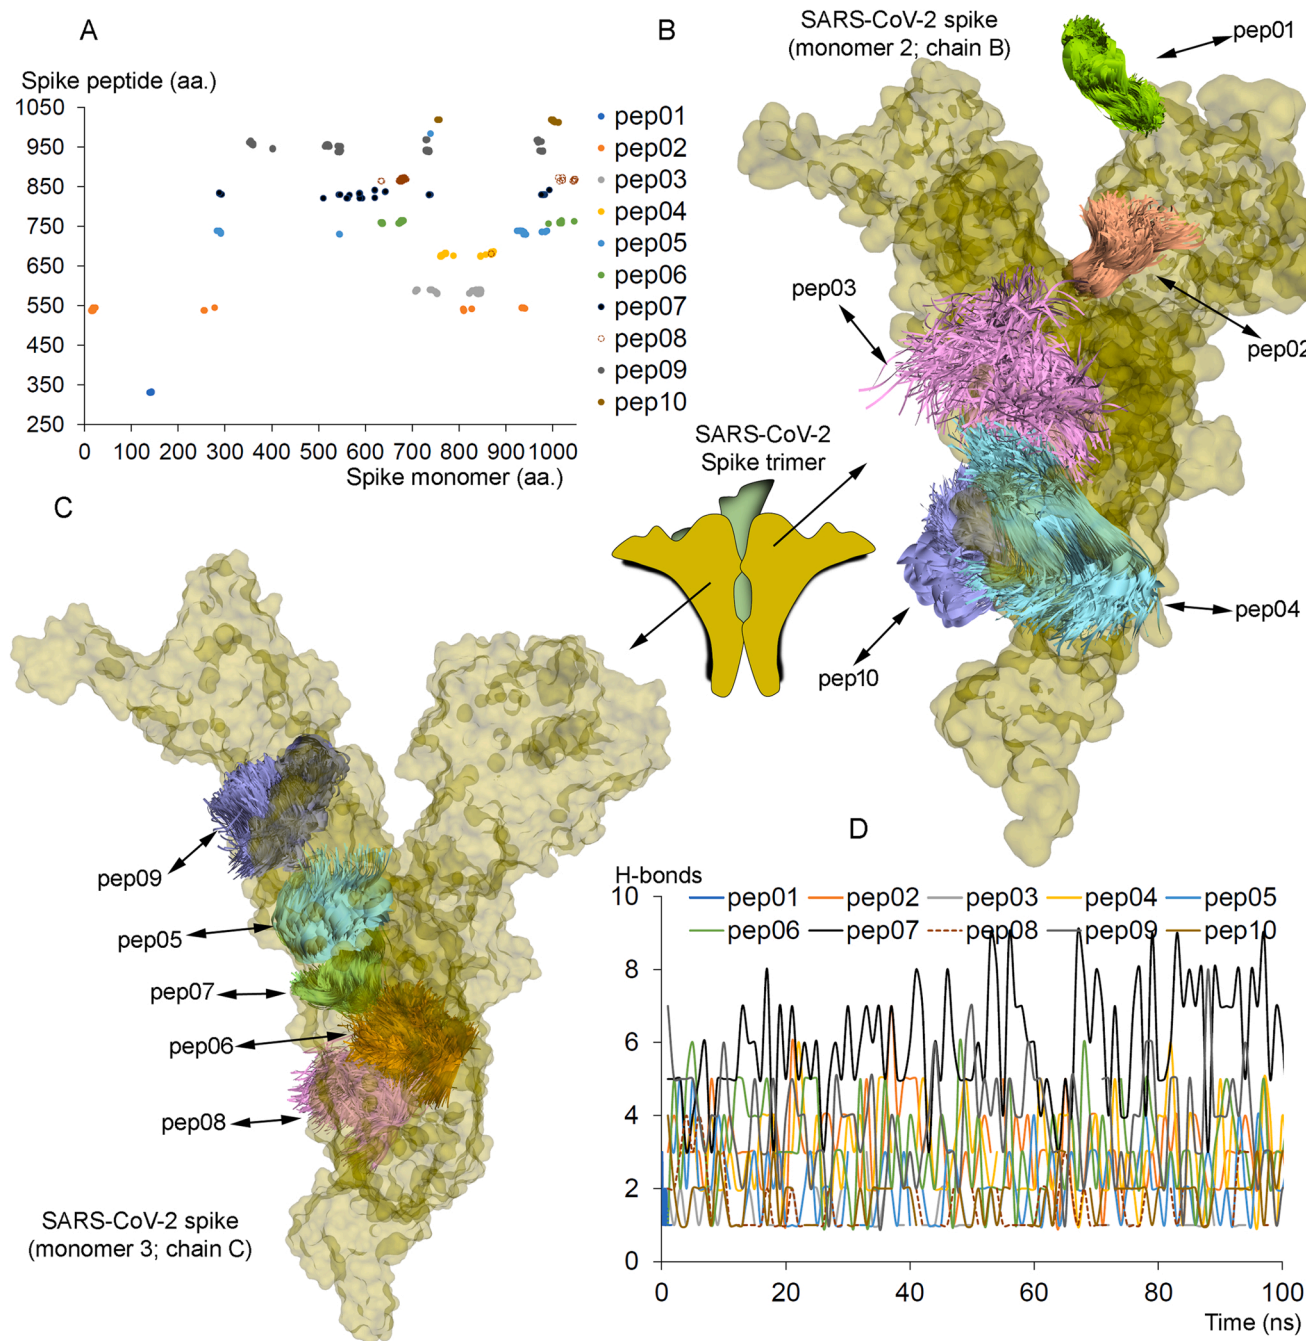 A
Spike peptide (aa.)
1050
950
850
750
650
550
450
350
250
0 100 200 300 400 500 600 700 800 900 1000
Spike monomer (aa.)
pep01
pep02
pep03
pep04
pep05
pep06
pep07
pep08
pep09
pep10
B
SARS-CoV-2 spike
(monomer 2; chain B)
pep01
pep03
pep02
pep04
pep10
SARS-CoV-2
Spike trimer
C
pep09
pep05
pep07
pep06
pep08
SARS-CoV-2 spike
(monomer 3; chain C)
D
H-bonds
10
8
6
4
2
0
pep01 pep02 pep03 pep04 pep05
pep06 pep07 pep08 pep09 pep10
0 20 40 60 80 100
Time (ns)